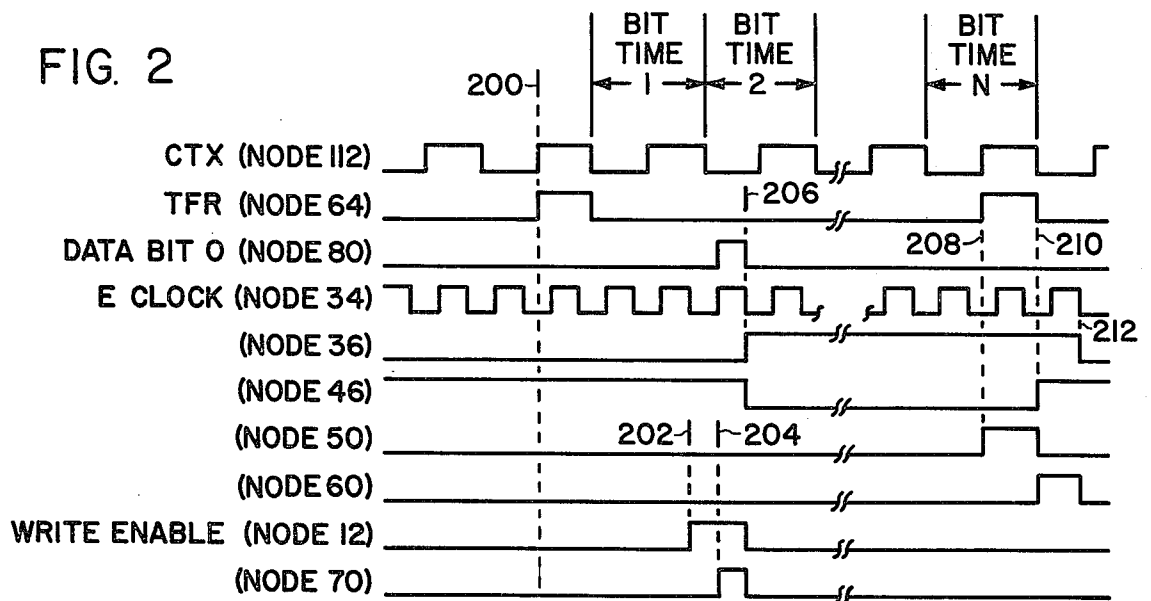 FIG. 2
BIT TIME 1
BIT TIME 2
BIT TIME N
200
CTX (NODE 112)
TFR (NODE 64)
206
208
210
DATA BIT 0 (NODE 80)
E CLOCK (NODE 34)
212
(NODE 36)
(NODE 46)
202
204
(NODE 50)
(NODE 60)
WRITE ENABLE (NODE 12)
(NODE 70)